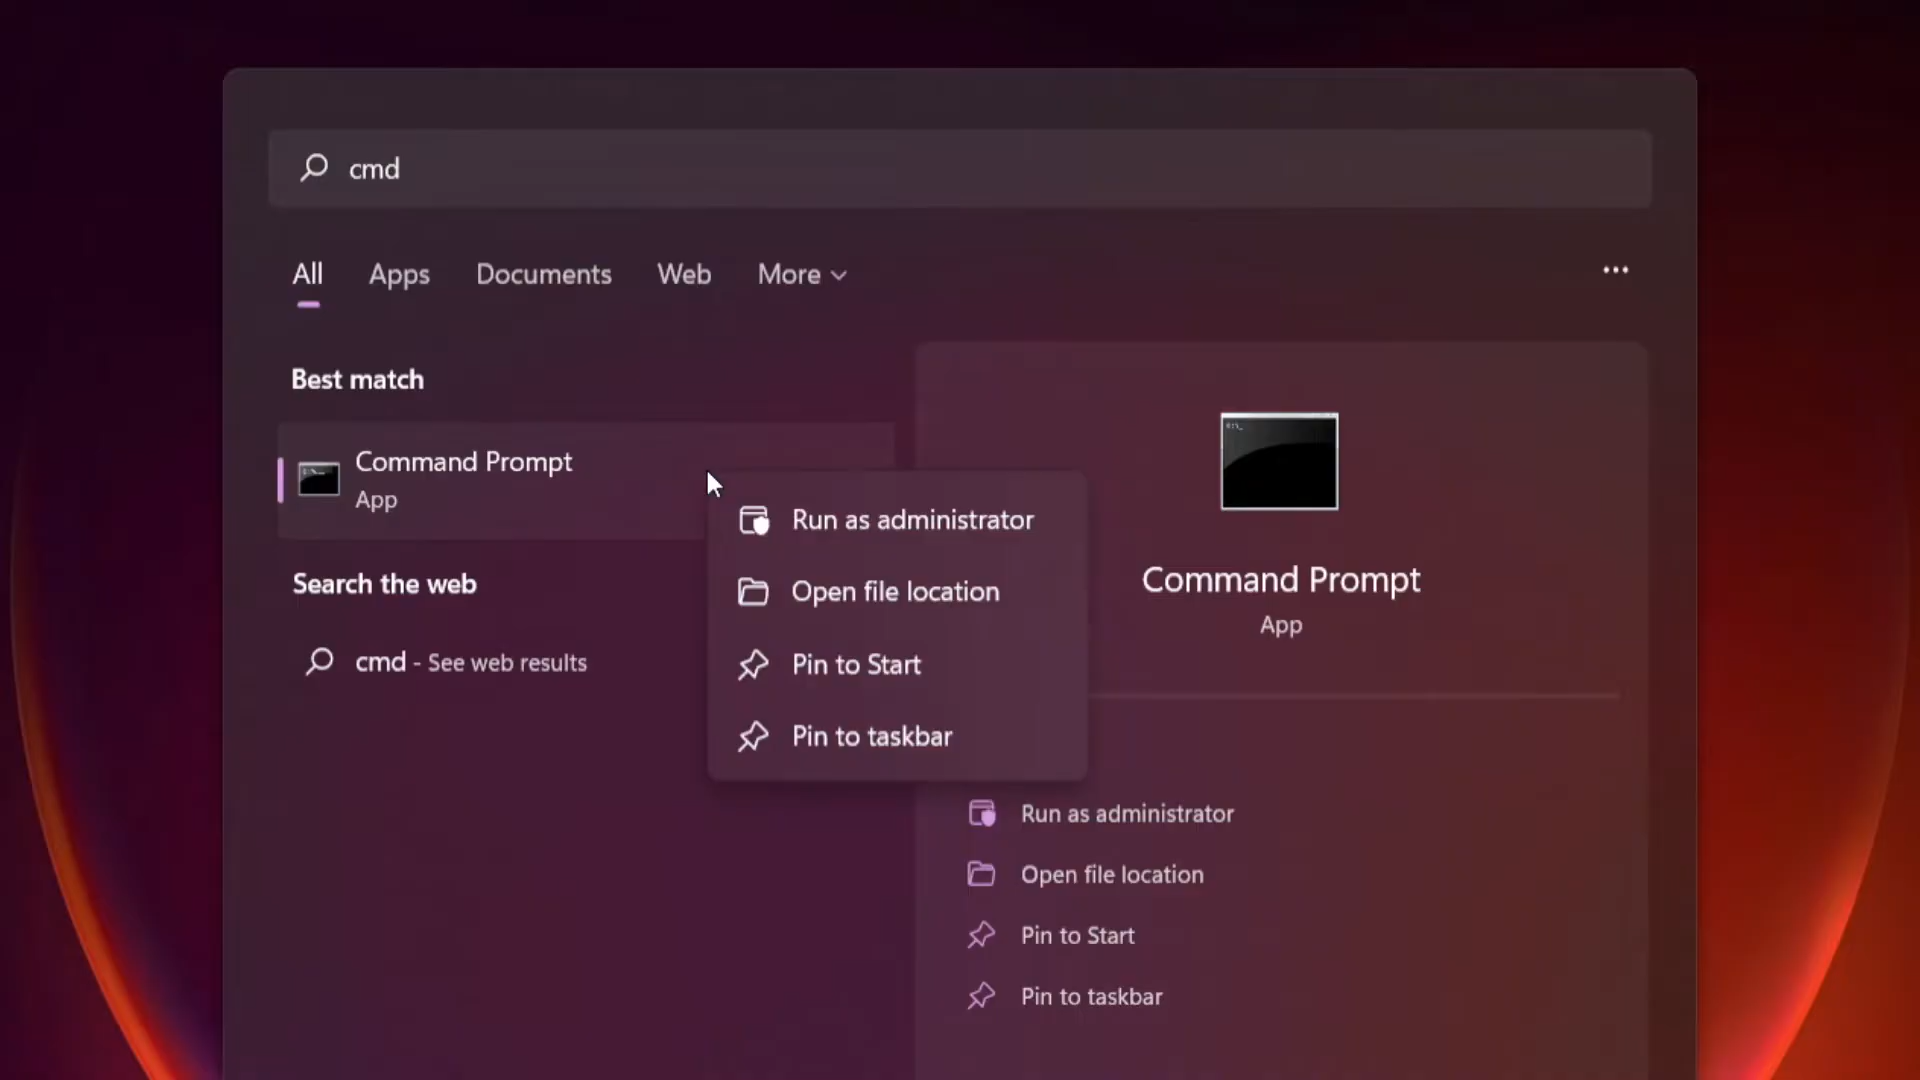 cmd
All Apps Documents Web More
Best match
Command Prompt
App
Search the web
cmd - See web results
Run as administrator
Open file location
Pin to Start
Pin to taskbar
Command Prompt
App
Run as administrator
Open file location
Pin to Start
Pin to taskbar